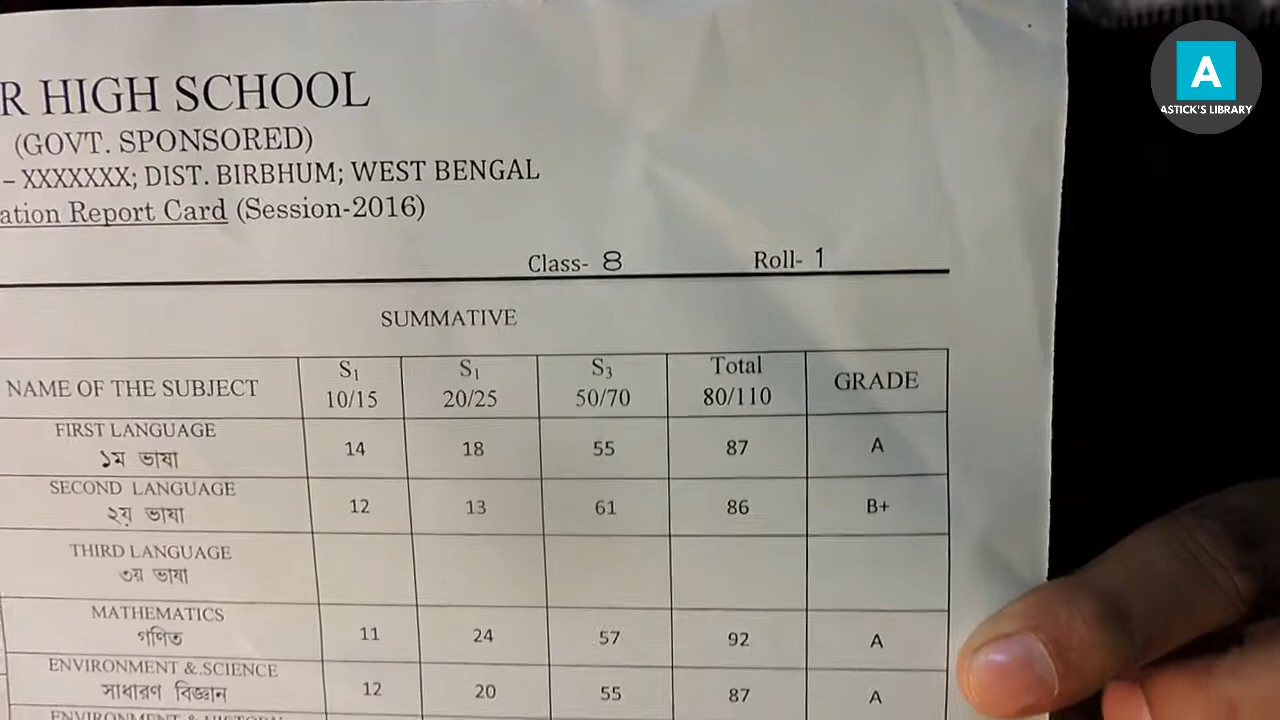 R HIGH SCHOOL
(GOVT. SPONSORED)
– XXXXXXX; DIST. BIRBHUM; WEST BENGAL
ation Report Card (Session-2016)
Class- 8 Roll- 1
SUMMATIVE
NAME OF THE SUBJECT
S1 10/15
S1 20/25
S3 50/70
Total 80/110
GRADE
FIRST LANGUAGE
১ম ভাষা
14 18 55 87 A
SECOND LANGUAGE
২য় ভাষা
12 13 61 86 B+
THIRD LANGUAGE
৩য় ভাষা
MATHEMATICS
গণিত
11 24 57 92 A
ENVIRONMENT & SCIENCE
সাধারণ বিজ্ঞান
12 20 55 87 A
ENVIRONMENT & HISTORY
A
ASTICK'S LIBRARY